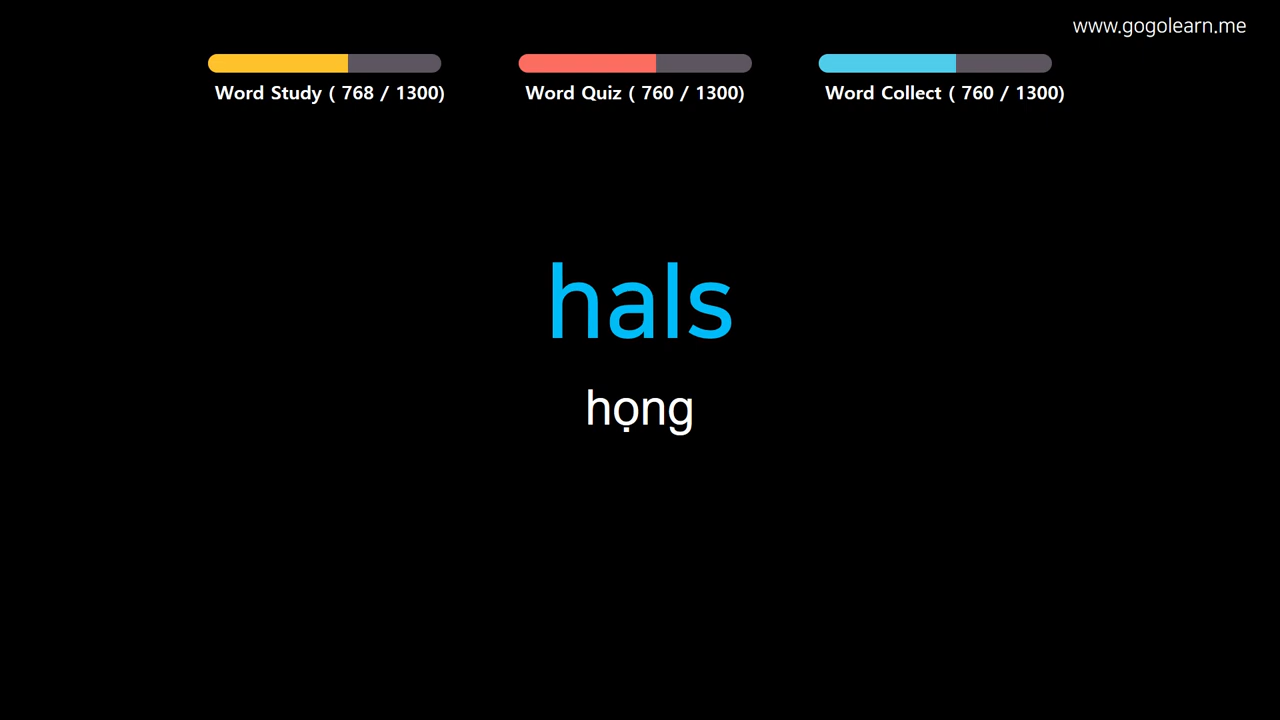 www.gogolearn.me
Word Study ( 768 / 1300)
Word Quiz ( 760 / 1300)
Word Collect ( 760 / 1300)
hals
họng